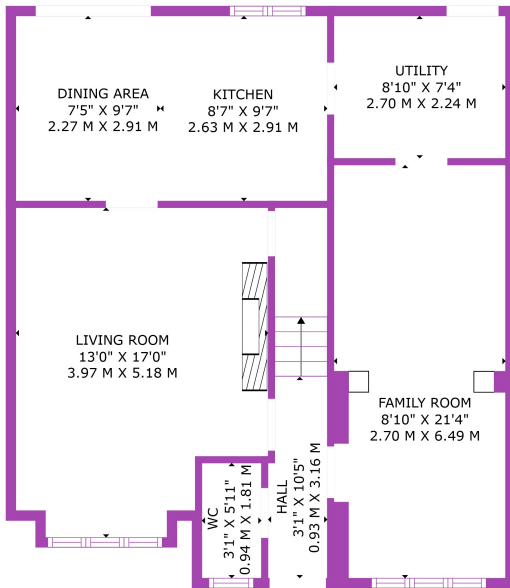 DINING AREA
7'5" X 9'7"
2.27 M X 2.91 M
KITCHEN
8'7" X 9'7"
2.63 M X 2.91 M
UTILITY
8'10" X 7'4"
2.70 M X 2.24 M
LIVING ROOM
13'0" X 17'0"
3.97 M X 5.18 M
FAMILY ROOM
8'10" X 21'4"
2.70 M X 6.49 M
WC
3'1" X 5'11"
0.94 M X 1.81 M
HALL
3'1" X 10'5"
0.93 M X 3.16 M